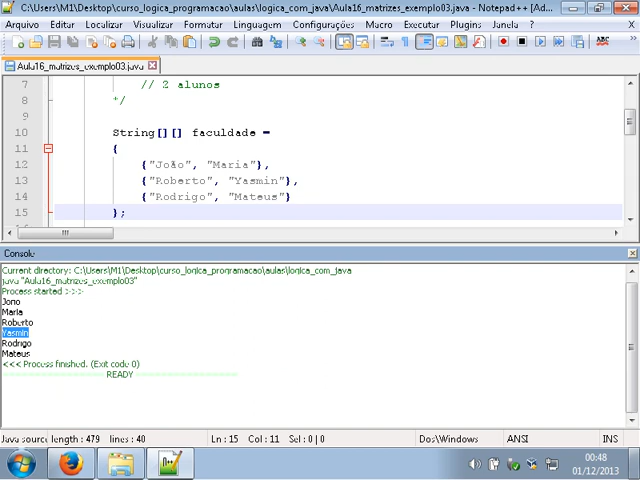 C:\Users\M1\Desktop\curso_logica_programacao\aulas\logica_com_java\Aula16_matrizes_exemplo03.java - Notepad++ [Ad...
Arquivo Editar Localizar Visualizar Formatar Linguagem Configurações Macro Executar Plugins Janela ? X
Aula16_matrizes_exemplo03.java
7 // 2 alunos
8 */
9
10 String[][] faculdade =
11 {
12 {"João", "Maria"},
13 {"Roberto", "Yasmin"},
14 {"Rodrigo", "Mateus"}
15 };
Console
Current directory: C:\Users\M1\Desktop\curso_logica_programacao\aulas\logica_com_java
java "Aula16_matrizes_exemplo03"
Process started >>>
Maria
Roberto
Yasmin
Rodrigo
Mateus
<<< Process finished. (Exit code 0)
================ READY ================
Java source length : 479 lines : 40 Ln : 15 Col : 11 Sel : 0 | 0 Dos\Windows ANSI INS
00:48
01/12/2013